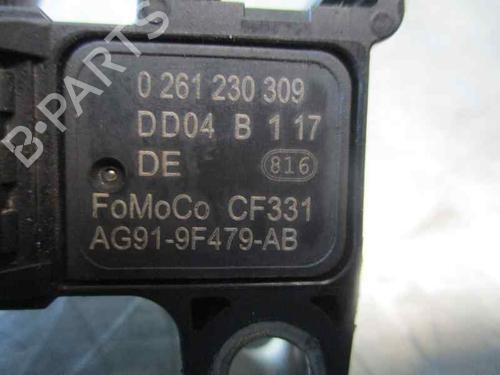 B-PARTS
0 261 230 309
DD04 B 1 17
DE 816
FoMoCo CF331
AG91-9F479-AB